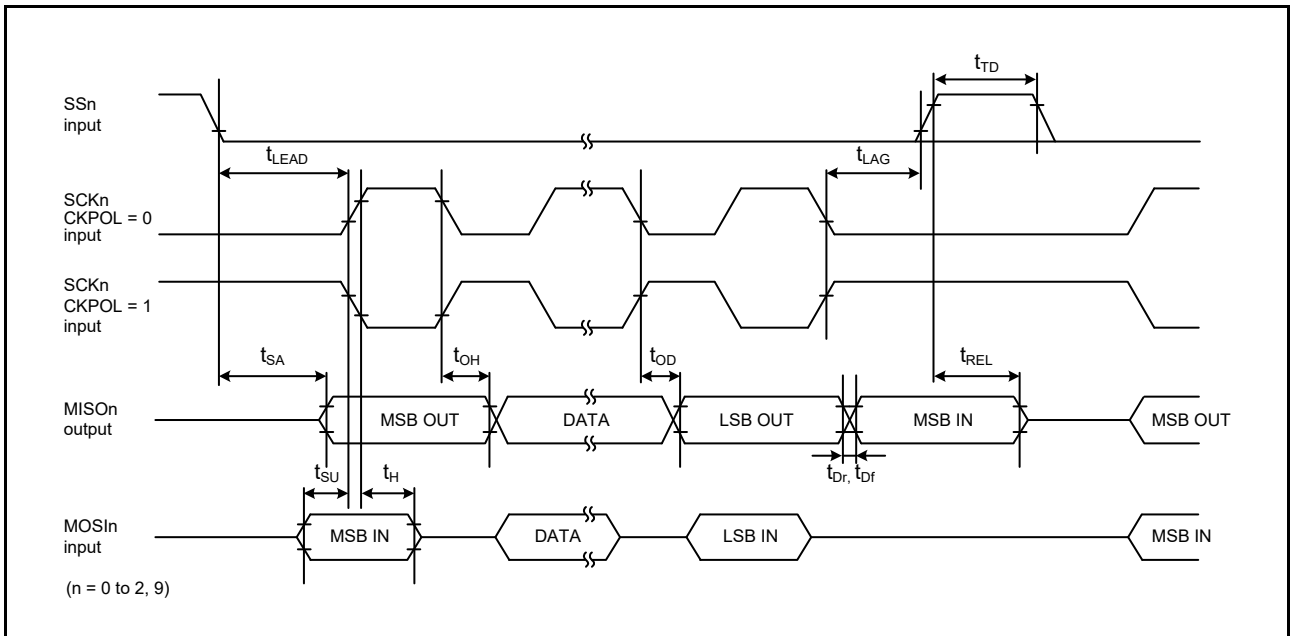 tTD
SSn
input
tLEAD
tLAG
SCKn
CKPOL = 0
input
SCKn
CKPOL = 1
input
tSA
tOH
tOD
tREL
MISOn
output
MSB OUT
DATA
LSB OUT
MSB IN
MSB OUT
tSU
tH
tDr, tDf
MOSIn
input
MSB IN
DATA
LSB IN
MSB IN
(n = 0 to 2, 9)